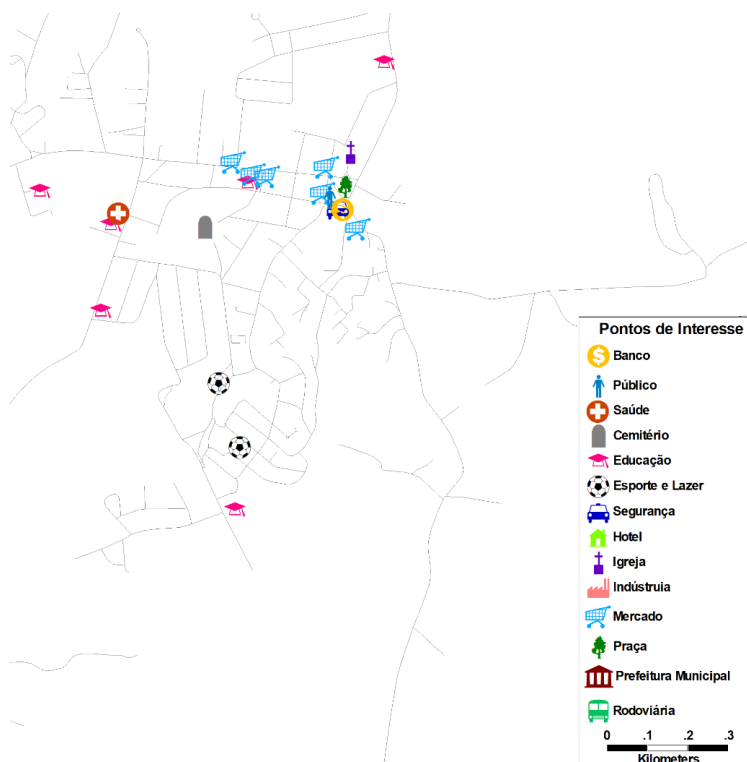 Pontos de Interesse
Banco
Público
Saúde
Cemitério
Educação
Esporte e Lazer
Segurança
Hotel
Igreja
Indústruia
Mercado
Praça
Prefeitura Municipal
Rodoviária
0 .1 .2 .3
Kilometers